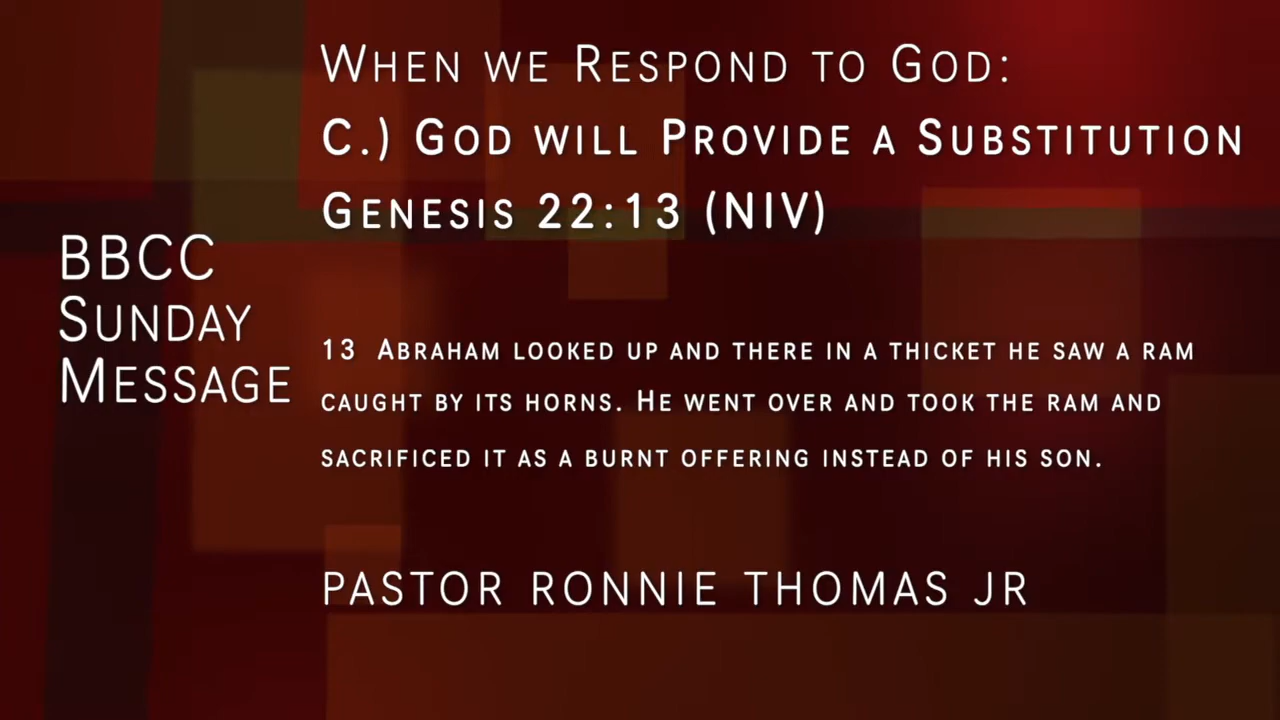 When we Respond to God:
C.) God will Provide a Substitution
Genesis 22:13 (NIV)
BBCC
Sunday
Message
13 Abraham looked up and there in a thicket he saw a ram
caught by its horns. He went over and took the ram and
sacrificed it as a burnt offering instead of his son.
PASTOR RONNIE THOMAS JR